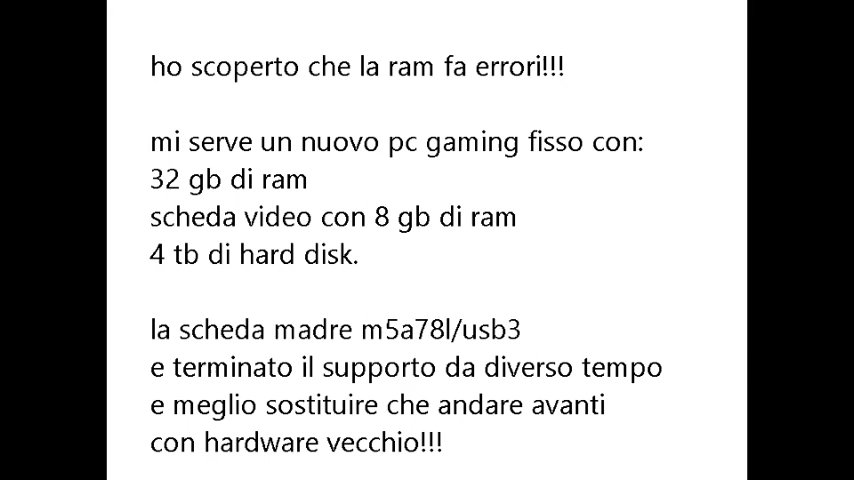 ho scoperto che la ram fa errori!!!
mi serve un nuovo pc gaming fisso con:
32 gb di ram
scheda video con 8 gb di ram
4 tb di hard disk.
la scheda madre m5a78l/usb3
e terminato il supporto da diverso tempo
e meglio sostituire che andare avanti
con hardware vecchio!!!